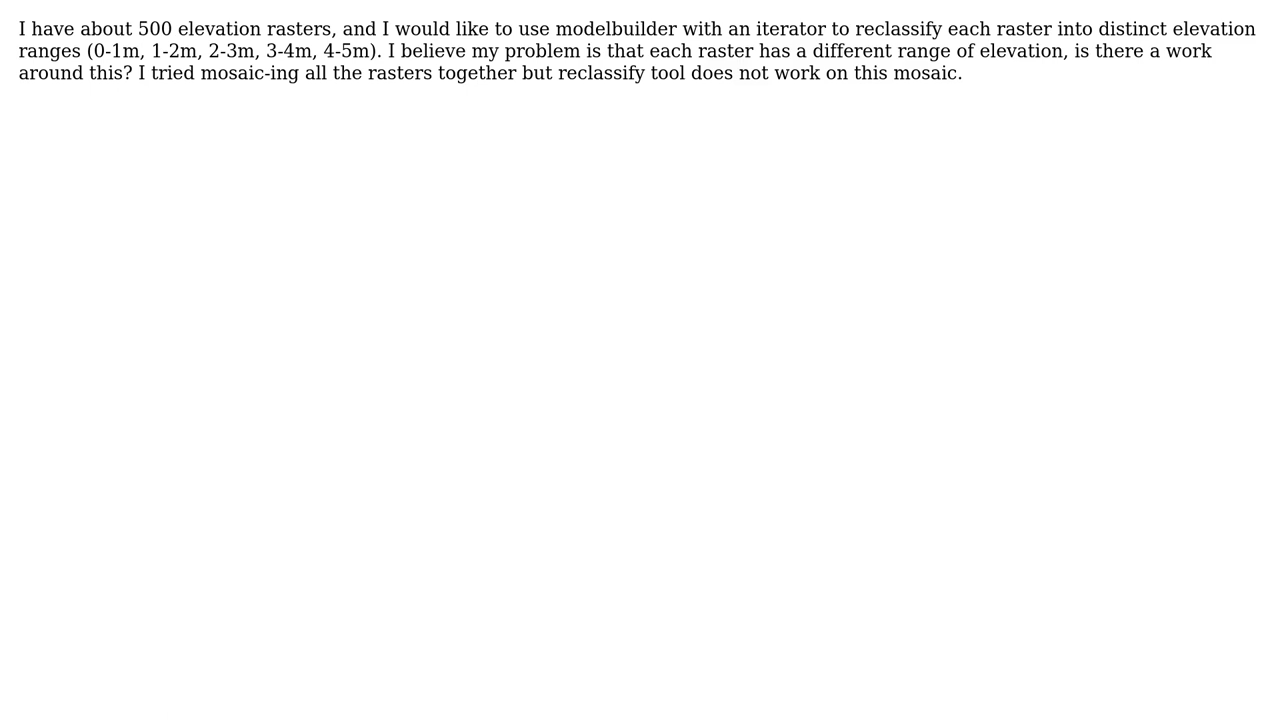 I have about 500 elevation rasters, and I would like to use modelbuilder with an iterator to reclassify each raster into distinct elevation
ranges (0-1m, 1-2m, 2-3m, 3-4m, 4-5m). I believe my problem is that each raster has a different range of elevation, is there a work
around this? I tried mosaic-ing all the rasters together but reclassify tool does not work on this mosaic.